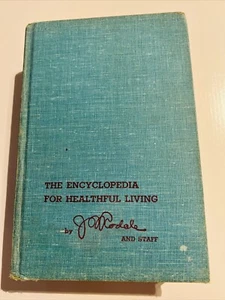 THE ENCYCLOPEDIA
FOR HEALTHFUL LIVING
by J I Rodale
AND STAFF